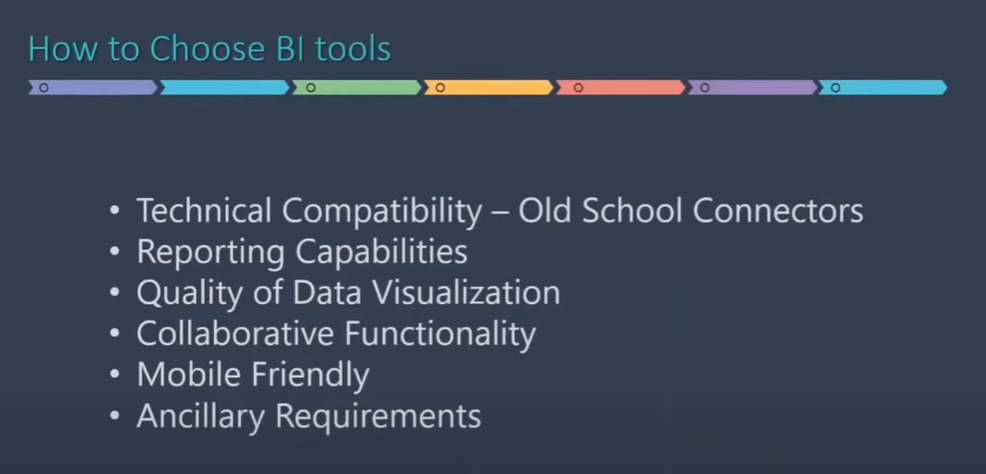 How to Choose BI tools
• Technical Compatibility – Old School Connectors
• Reporting Capabilities
• Quality of Data Visualization
• Collaborative Functionality
• Mobile Friendly
• Ancillary Requirements